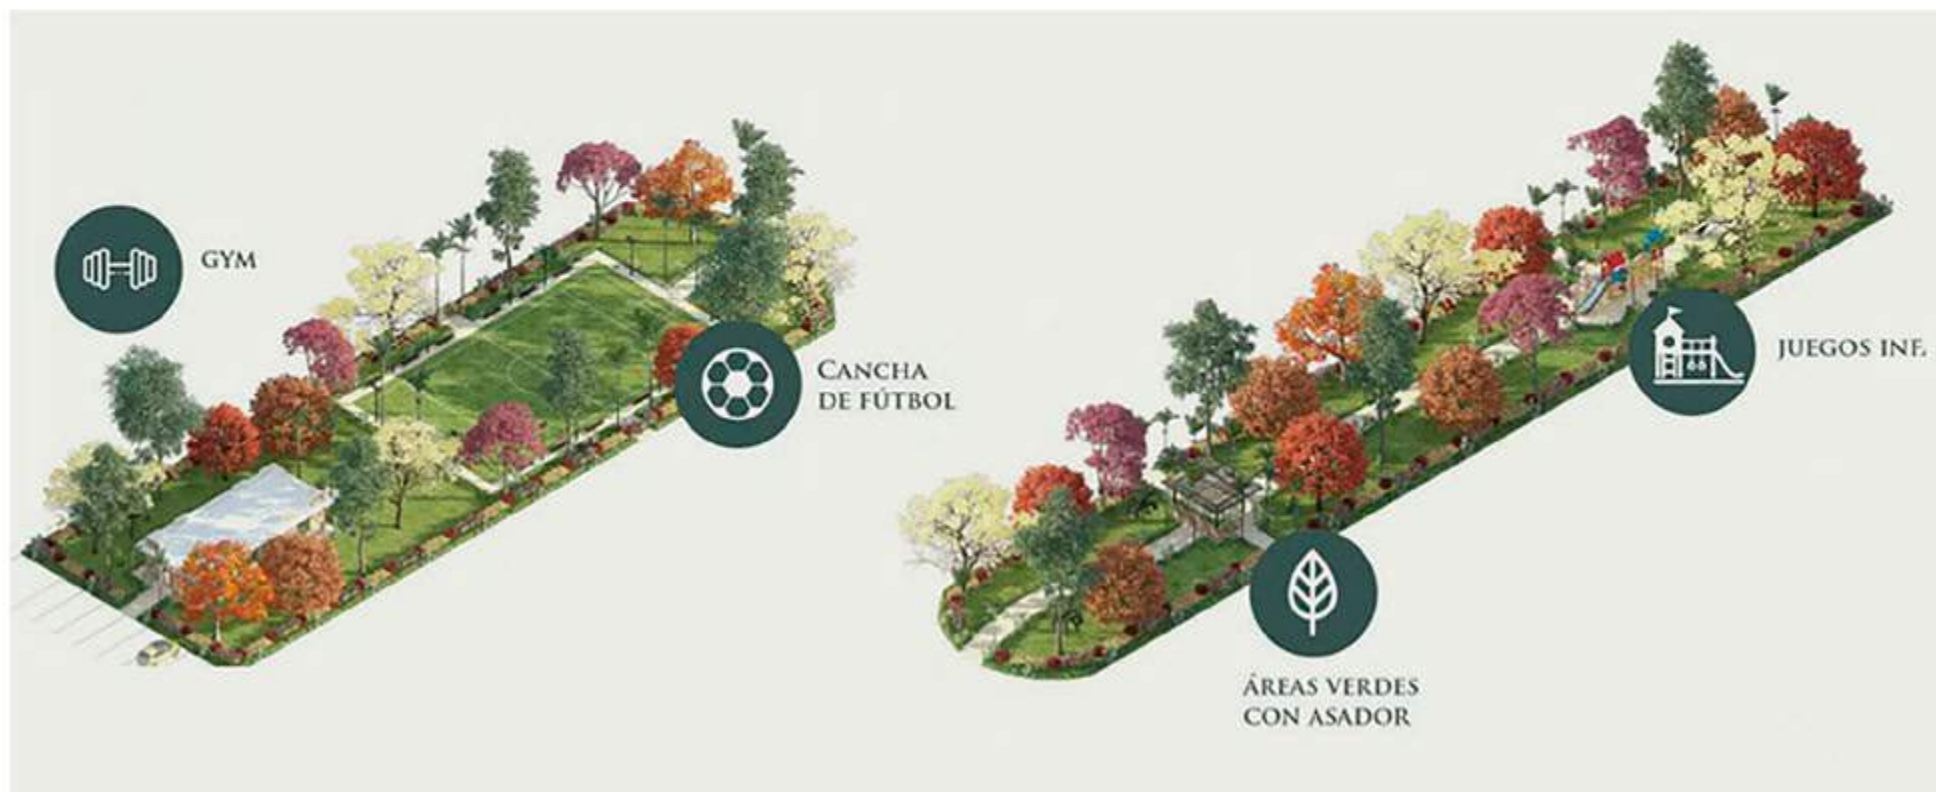 GYM
CANCHA
DE FÚTBOL
JUEGOS INF.
ÁREAS VERDES
CON ASADOR